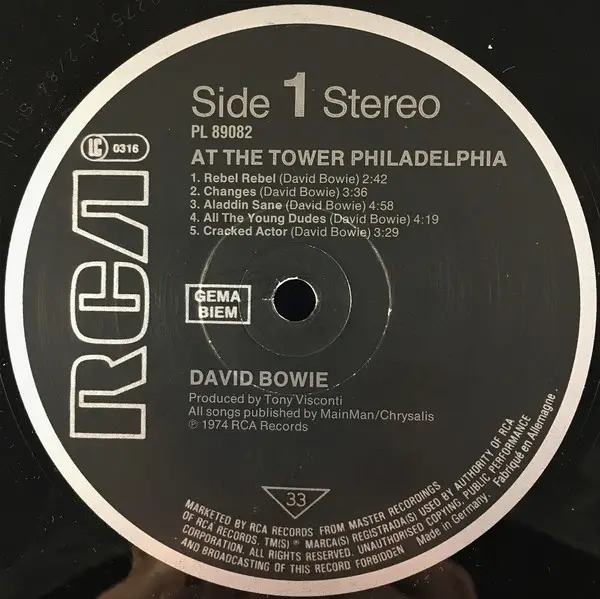 Side 1 Stereo
PL 89082
AT THE TOWER PHILADELPHIA
LC 0316
1. Rebel Rebel (David Bowie) 2:42
2. Changes (David Bowie) 3:36
3. Aladdin Sane (David Bowie) 4:58
4. All The Young Dudes (David Bowie) 4:19
5. Cracked Actor (David Bowie) 3:29
RCA
GEMA
BIEM
DAVID BOWIE
Produced by Tony Visconti
All songs published by MainMan/Chrysalis
℗ 1974 RCA Records
33
MARKETED BY RCA RECORDS FROM MASTER RECORDINGS
OF RCA RECORDS. TM(S) ® MARCA(S) REGISTRADA(S) USED BY AUTHORITY OF RCA
CORPORATION. ALL RIGHTS RESERVED. UNAUTHORISED COPYING, PUBLIC PERFORMANCE
AND BROADCASTING OF THIS RECORD FORBIDDEN
Made in Germany. Fabriqué en Allemagne.